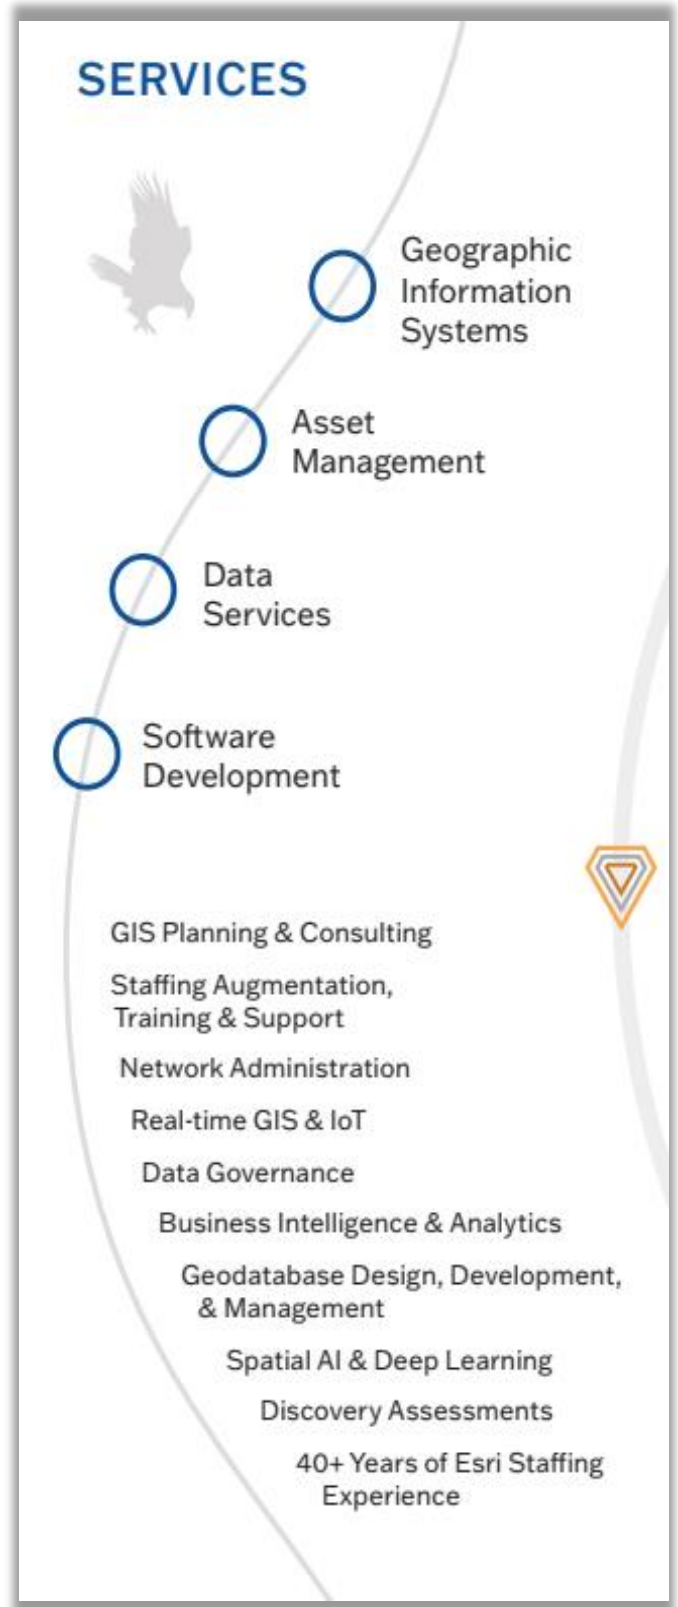 SERVICES
Geographic
Information
Systems
Asset
Management
Data
Services
Software
Development
GIS Planning & Consulting
Staffing Augmentation,
Training & Support
Network Administration
Real-time GIS & IoT
Data Governance
Business Intelligence & Analytics
Geodatabase Design, Development,
& Management
Spatial AI & Deep Learning
Discovery Assessments
40+ Years of Esri Staffing
Experience